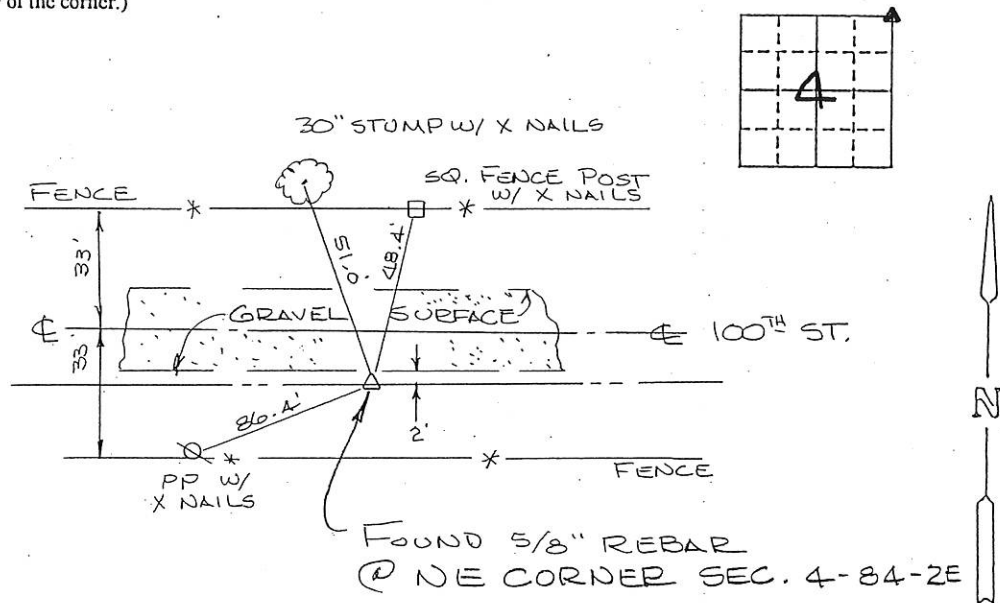 of the corner.)
4
30" STUMP W/ X NAILS
SQ. FENCE POST
W/ X NAILS
FENCE
33'
51.0'
48.4'
GRAVEL SURFACE
℄
℄ 100TH ST.
33'
86.4'
2'
N
PP W/
X NAILS
FENCE
FOUND 5/8" REBAR
@ NE CORNER SEC. 4-84-2E